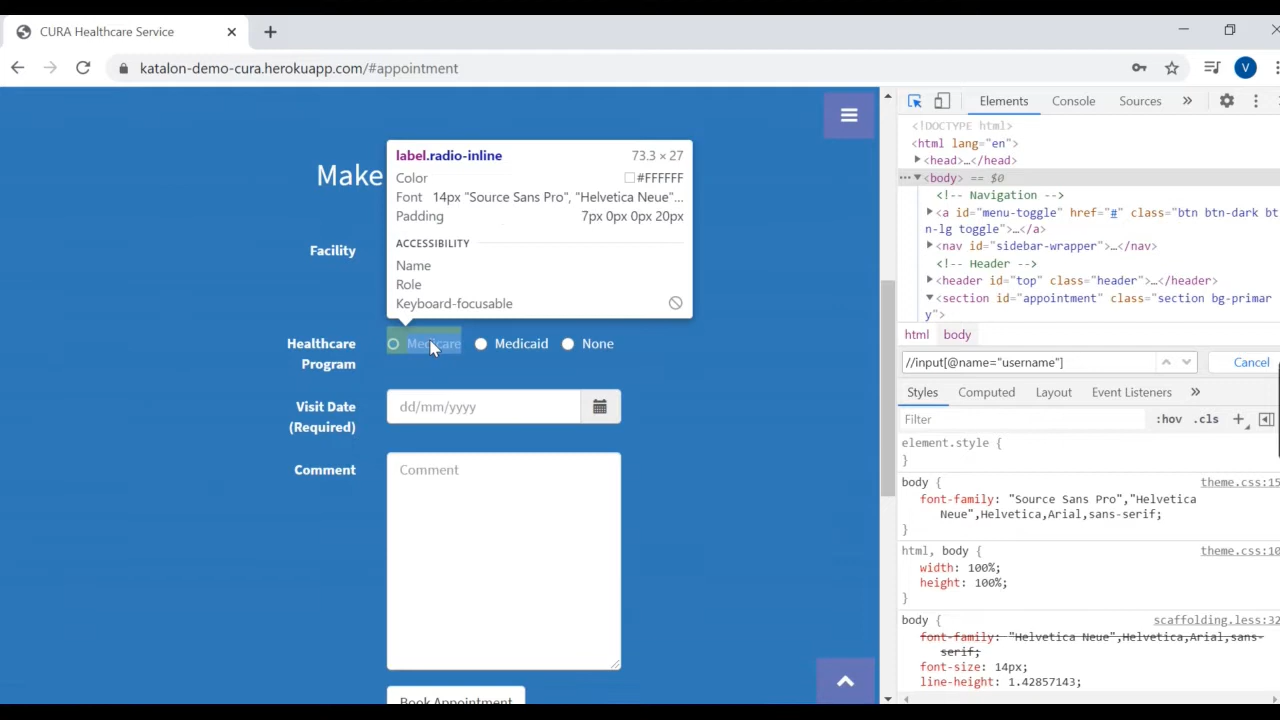 CURA Healthcare Service
katalon-demo-cura.herokuapp.com/#appointment
V
Make
label.radio-inline 73.3 × 27
Color #FFFFFF
Font 14px "Source Sans Pro", "Helvetica Neue"...
Padding 7px 0px 0px 20px
ACCESSIBILITY
Name
Role
Keyboard-focusable
Facility
Healthcare
Program
Medicare Medicaid None
Visit Date
(Required)
dd/mm/yyyy
Comment
Comment
Book Appointment
Elements Console Sources »
<!DOCTYPE html>
<html lang="en">
<head>…</head>
<body> == $0
<!-- Navigation -->
<a id="menu-toggle" href="#" class="btn btn-dark bt
n-lg toggle">…</a>
<nav id="sidebar-wrapper">…</nav>
<!-- Header -->
<header id="top" class="header">…</header>
<section id="appointment" class="section bg-primar
y">
html body
//input[@name="username"] Cancel
Styles Computed Layout Event Listeners »
Filter :hov .cls +
element.style {
}
body { theme.css:15
font-family: "Source Sans Pro","Helvetica
Neue",Helvetica,Arial,sans-serif;
}
html, body { theme.css:10
width: 100%;
height: 100%;
}
body { scaffolding.less:32
font-family: "Helvetica Neue",Helvetica,Arial,sans-
serif;
font-size: 14px;
line-height: 1.42857143;